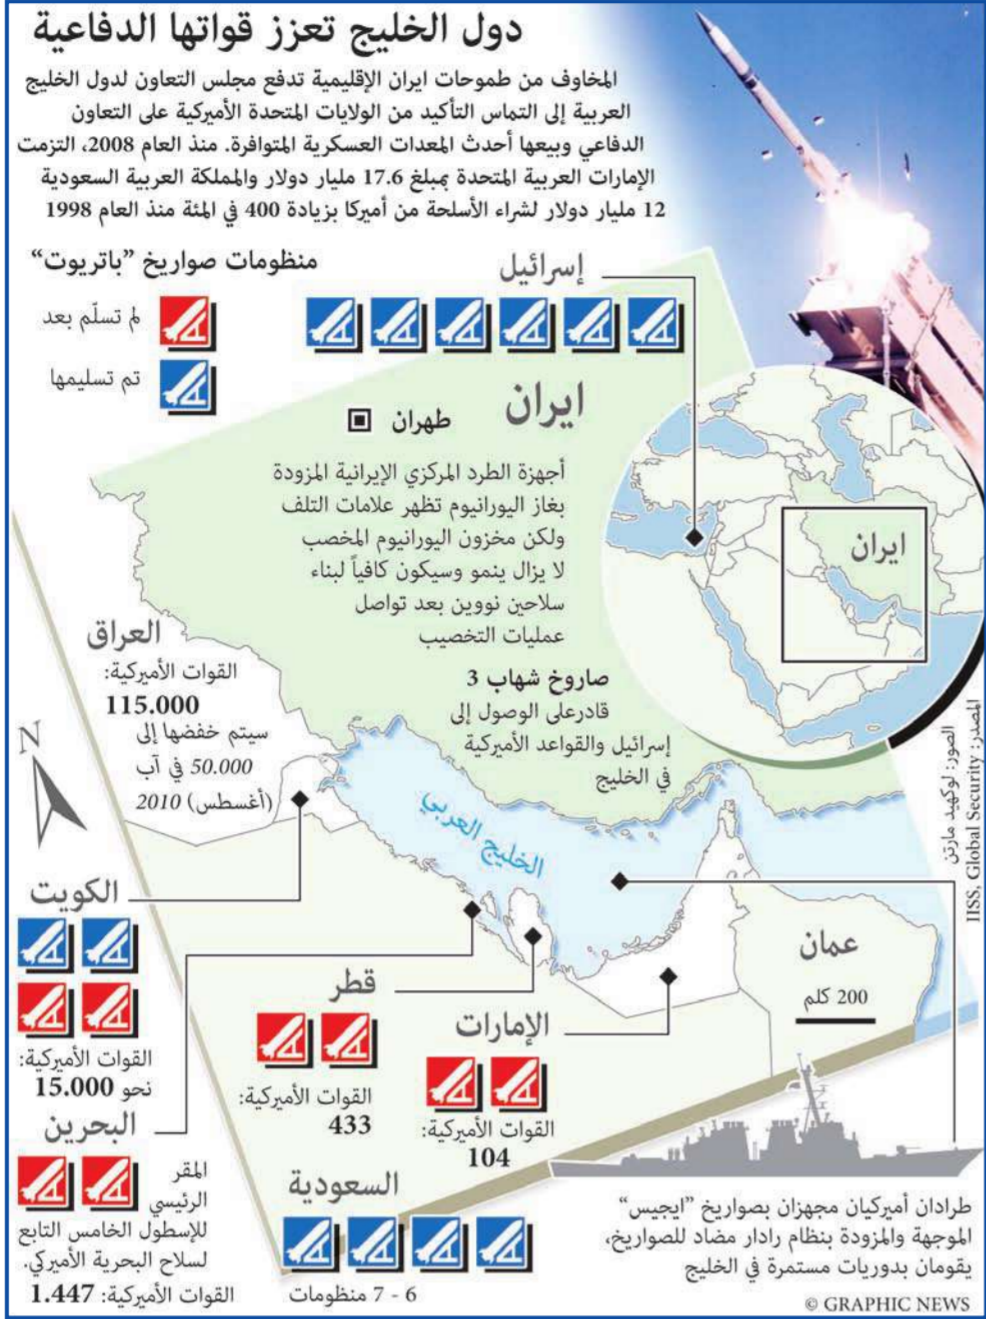 دول الخليج تعزز قواتها الدفاعية
المخاوف من طموحات ايران الإقليمية تدفع مجلس التعاون لدول الخليج
العربية إلى التماس التأكيد من الولايات المتحدة الأميركية على التعاون
الدفاعي وبيعها أحدث المعدات العسكرية المتوافرة. منذ العام 2008، التزمت
الإمارات العربية المتحدة بمبلغ 17.6 مليار دولار والمملكة العربية السعودية
12 مليار دولار لشراء الأسلحة من أميركا بزيادة 400 في المئة منذ العام 1998
منظومات صواريخ “باتريوت“
لم تسلّم بعد
تم تسليمها
إسرائيل
ايران
طهران
أجهزة الطرد المركزي الإيرانية المزودة
بغاز اليورانيوم تظهر علامات التلف
ولكن مخزون اليورانيوم المخصب
لا يزال ينمو وسيكون كافياً لبناء
سلاحين نووين بعد تواصل
عمليات التخصيب
صاروخ شهاب 3
قادرعلى الوصول إلى
إسرائيل والقواعد الأميركية
في الخليج
ايران
العراق
القوات الأميركية:
115.000
سيتم خفضها إلى
50.000 في آب
(أغسطس) 2010
N
الخليج العربي
الكويت
القوات الأميركية:
نحو 15.000
البحرين
المقر
الرئيسي
للإسطول الخامس التابع
لسلاح البحرية الأميركي.
القوات الأميركية: 1.447
قطر
القوات الأميركية:
433
الإمارات
القوات الأميركية:
104
السعودية
6 - 7 منظومات
عمان
200 كلم
طرادان أميركيان مجهزان بصواريخ “ايجيس“
الموجهة والمزودة بنظام رادار مضاد للصواريخ،
يقومان بدوريات مستمرة في الخليج
© GRAPHIC NEWS
الصور: لوكهيد مارتن
المصدر: IISS, Global Security